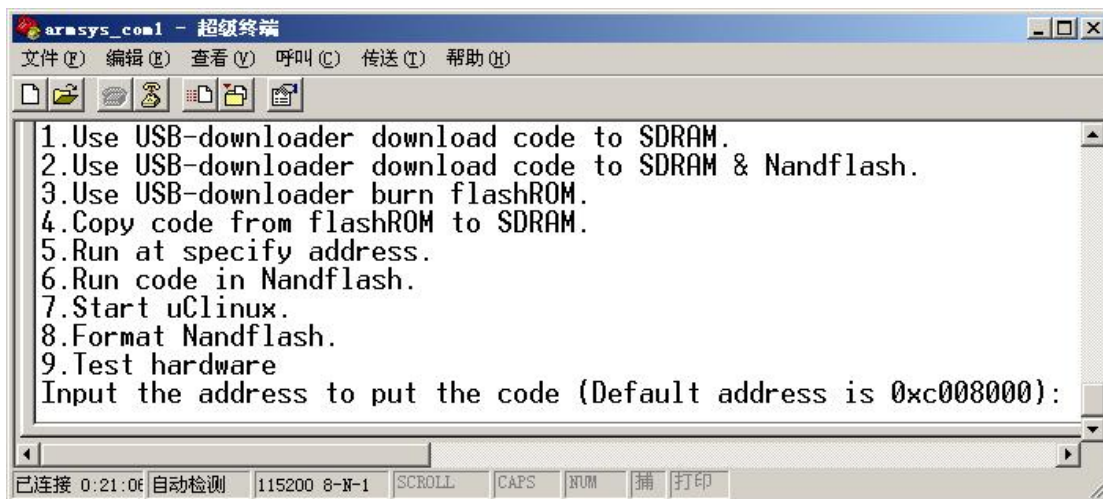 armsys_com1 - 超级终端
文件(F) 编辑(E) 查看(V) 呼叫(C) 传送(T) 帮助(H)
1.Use USB-downloader download code to SDRAM.
2.Use USB-downloader download code to SDRAM & Nandflash.
3.Use USB-downloader burn flashROM.
4.Copy code from flashROM to SDRAM.
5.Run at specify address.
6.Run code in Nandflash.
7.Start uClinux.
8.Format Nandflash.
9.Test hardware
Input the address to put the code (Default address is 0xc008000):
已连接 0:21:06 自动检测 115200 8-N-1 SCROLL CAPS NUM 捕 打印